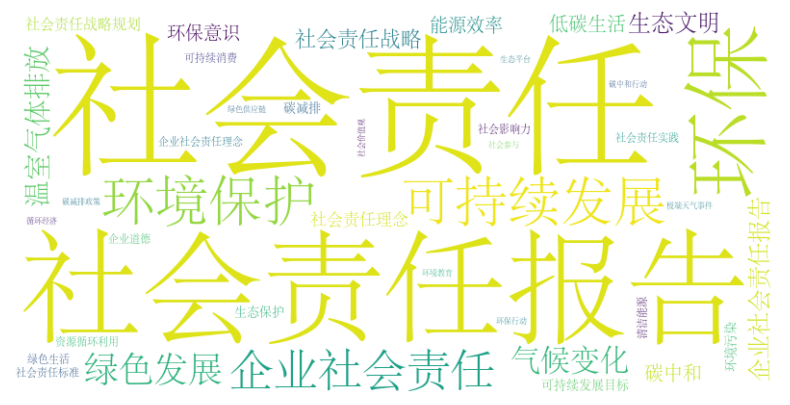 社会责任战略规划
环保意识
可持续消费
社会责任战略
能源效率
低碳生活
生态文明
社会责任
生态平台
碳中和行动
环保
温室气体排放
绿色供应链
碳减排
企业社会责任理念
社会价值观
社会影响力
社会参与
社会责任实践
碳减排政策
环境保护
可持续发展
极端天气事件
循环经济
企业道德
社会责任理念
社会责任报告
环境教育
生态保护
环保行动
清洁能源
环境污染
企业社会责任报告
资源循环利用
绿色生活
社会责任标准
绿色发展
企业社会责任
气候变化
可持续发展目标
碳中和